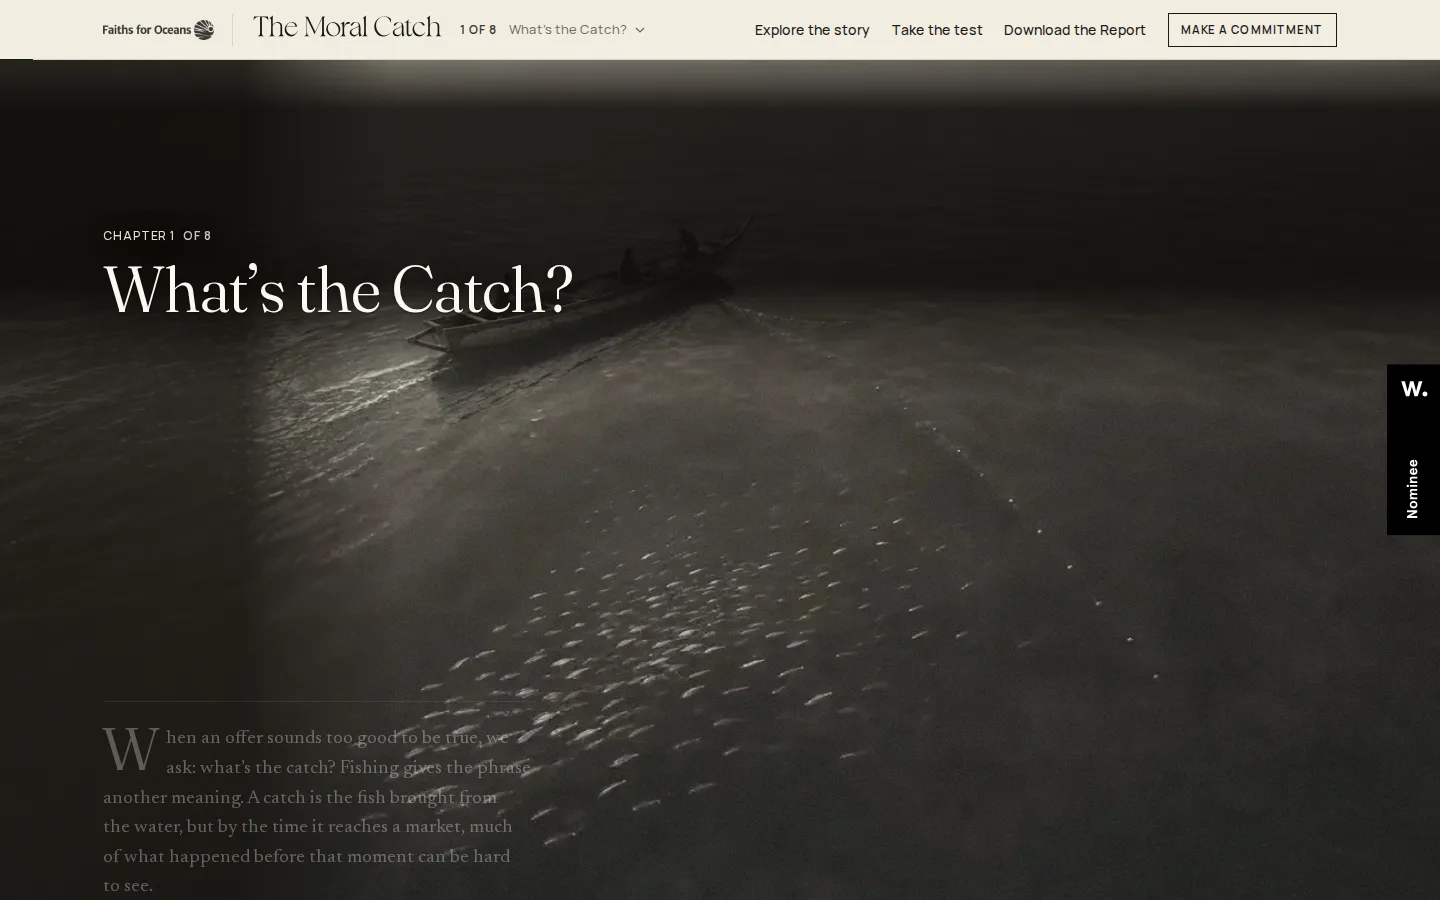 Faiths for Oceans
The Moral Catch
1 OF 8 What's the Catch?
Explore the story
Take the test
Download the Report
MAKE A COMMITMENT
CHAPTER 1 OF 8
What’s the Catch?
W.
Nominee
When an offer sounds too good to be true, we
ask: what’s the catch? Fishing gives the phrase
another meaning. A catch is the fish brought from
the water, but by the time it reaches a market, much
of what happened before that moment can be hard
to see.